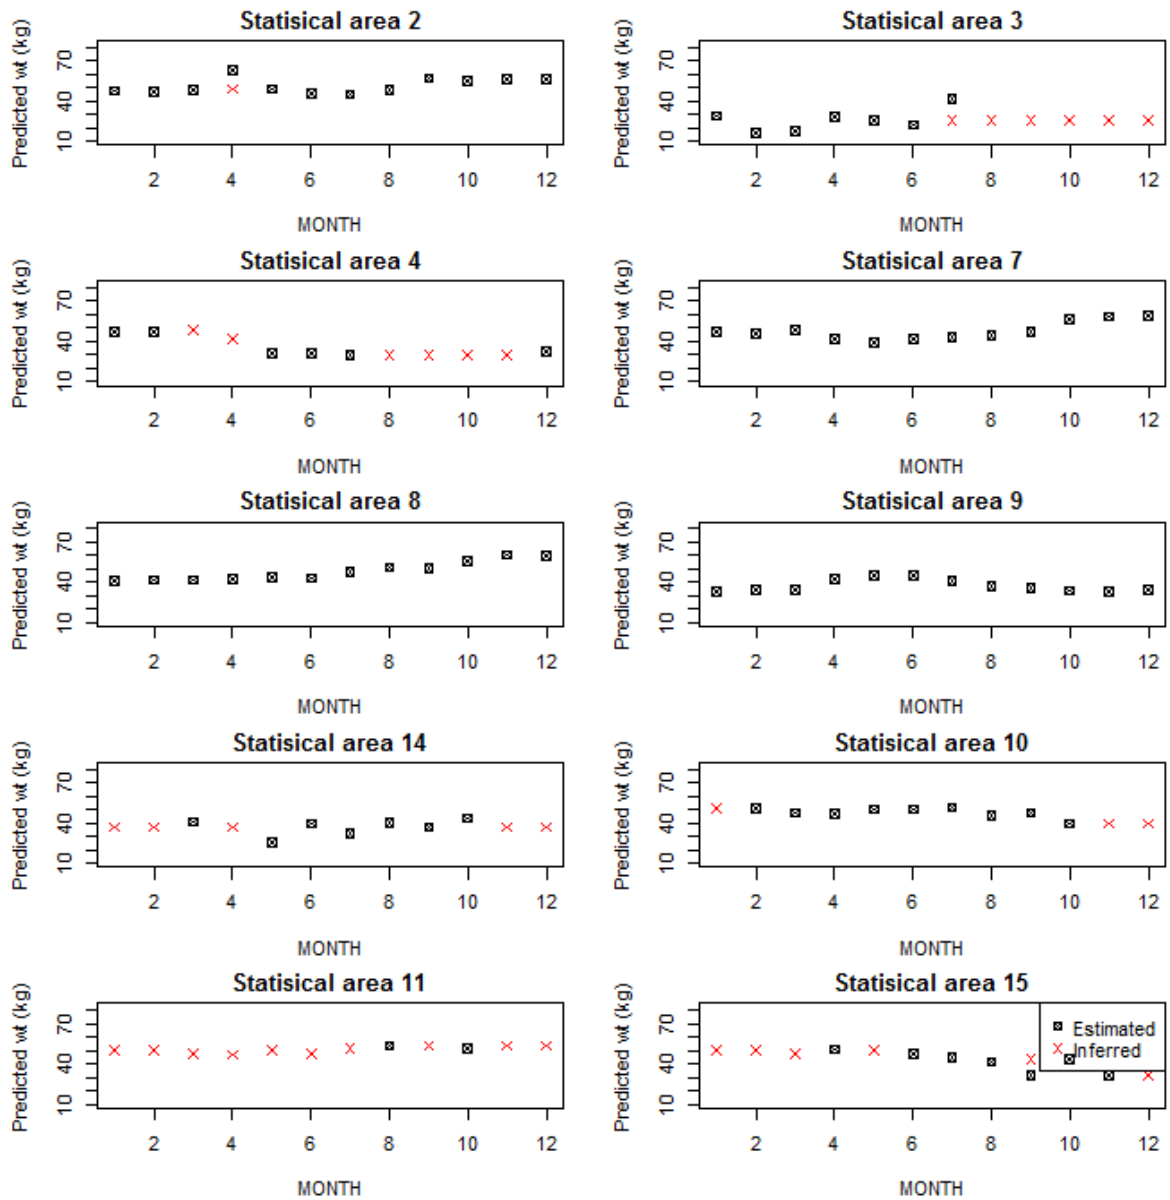 Statisical area 2
Predicted wt (kg)
70
40
10
2 4 6 8 10 12
MONTH
Statisical area 3
Predicted wt (kg)
70
40
10
2 4 6 8 10 12
MONTH
Statisical area 4
Predicted wt (kg)
70
40
10
2 4 6 8 10 12
MONTH
Statisical area 7
Predicted wt (kg)
70
40
10
2 4 6 8 10 12
MONTH
Statisical area 8
Predicted wt (kg)
70
40
10
2 4 6 8 10 12
MONTH
Statisical area 9
Predicted wt (kg)
70
40
10
2 4 6 8 10 12
MONTH
Statisical area 14
Predicted wt (kg)
70
40
10
2 4 6 8 10 12
MONTH
Statisical area 10
Predicted wt (kg)
70
40
10
2 4 6 8 10 12
MONTH
Statisical area 11
Predicted wt (kg)
70
40
10
2 4 6 8 10 12
MONTH
Statisical area 15
Predicted wt (kg)
70
40
10
Estimated
Inferred
2 4 6 8 10 12
MONTH